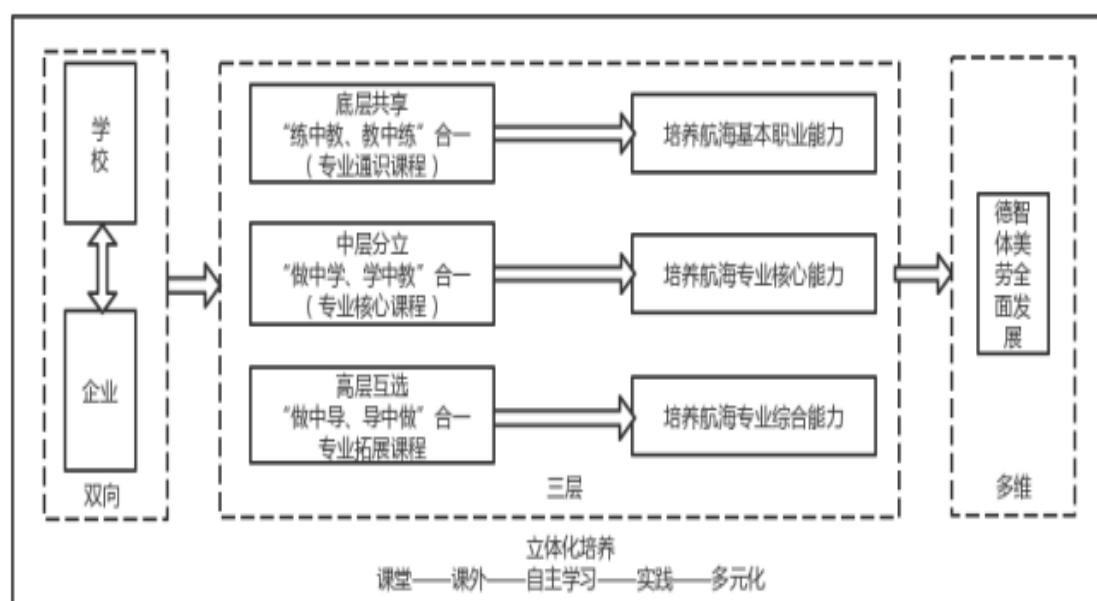 学
校
企业
双向
底层共享
“练中教、教中练”合一
（专业通识课程）
培养航海基本职业能力
中层分立
“做中学、学中教”合一
（专业核心课程）
培养航海专业核心能力
高层互选
“做中导、导中做”合一
专业拓展课程
培养航海专业综合能力
三层
德智
体美
劳全
面发
展
多维
立体化培养
课堂——课外——自主学习——实践——多元化